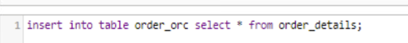 1 insert into table order_orc select * from order_details;